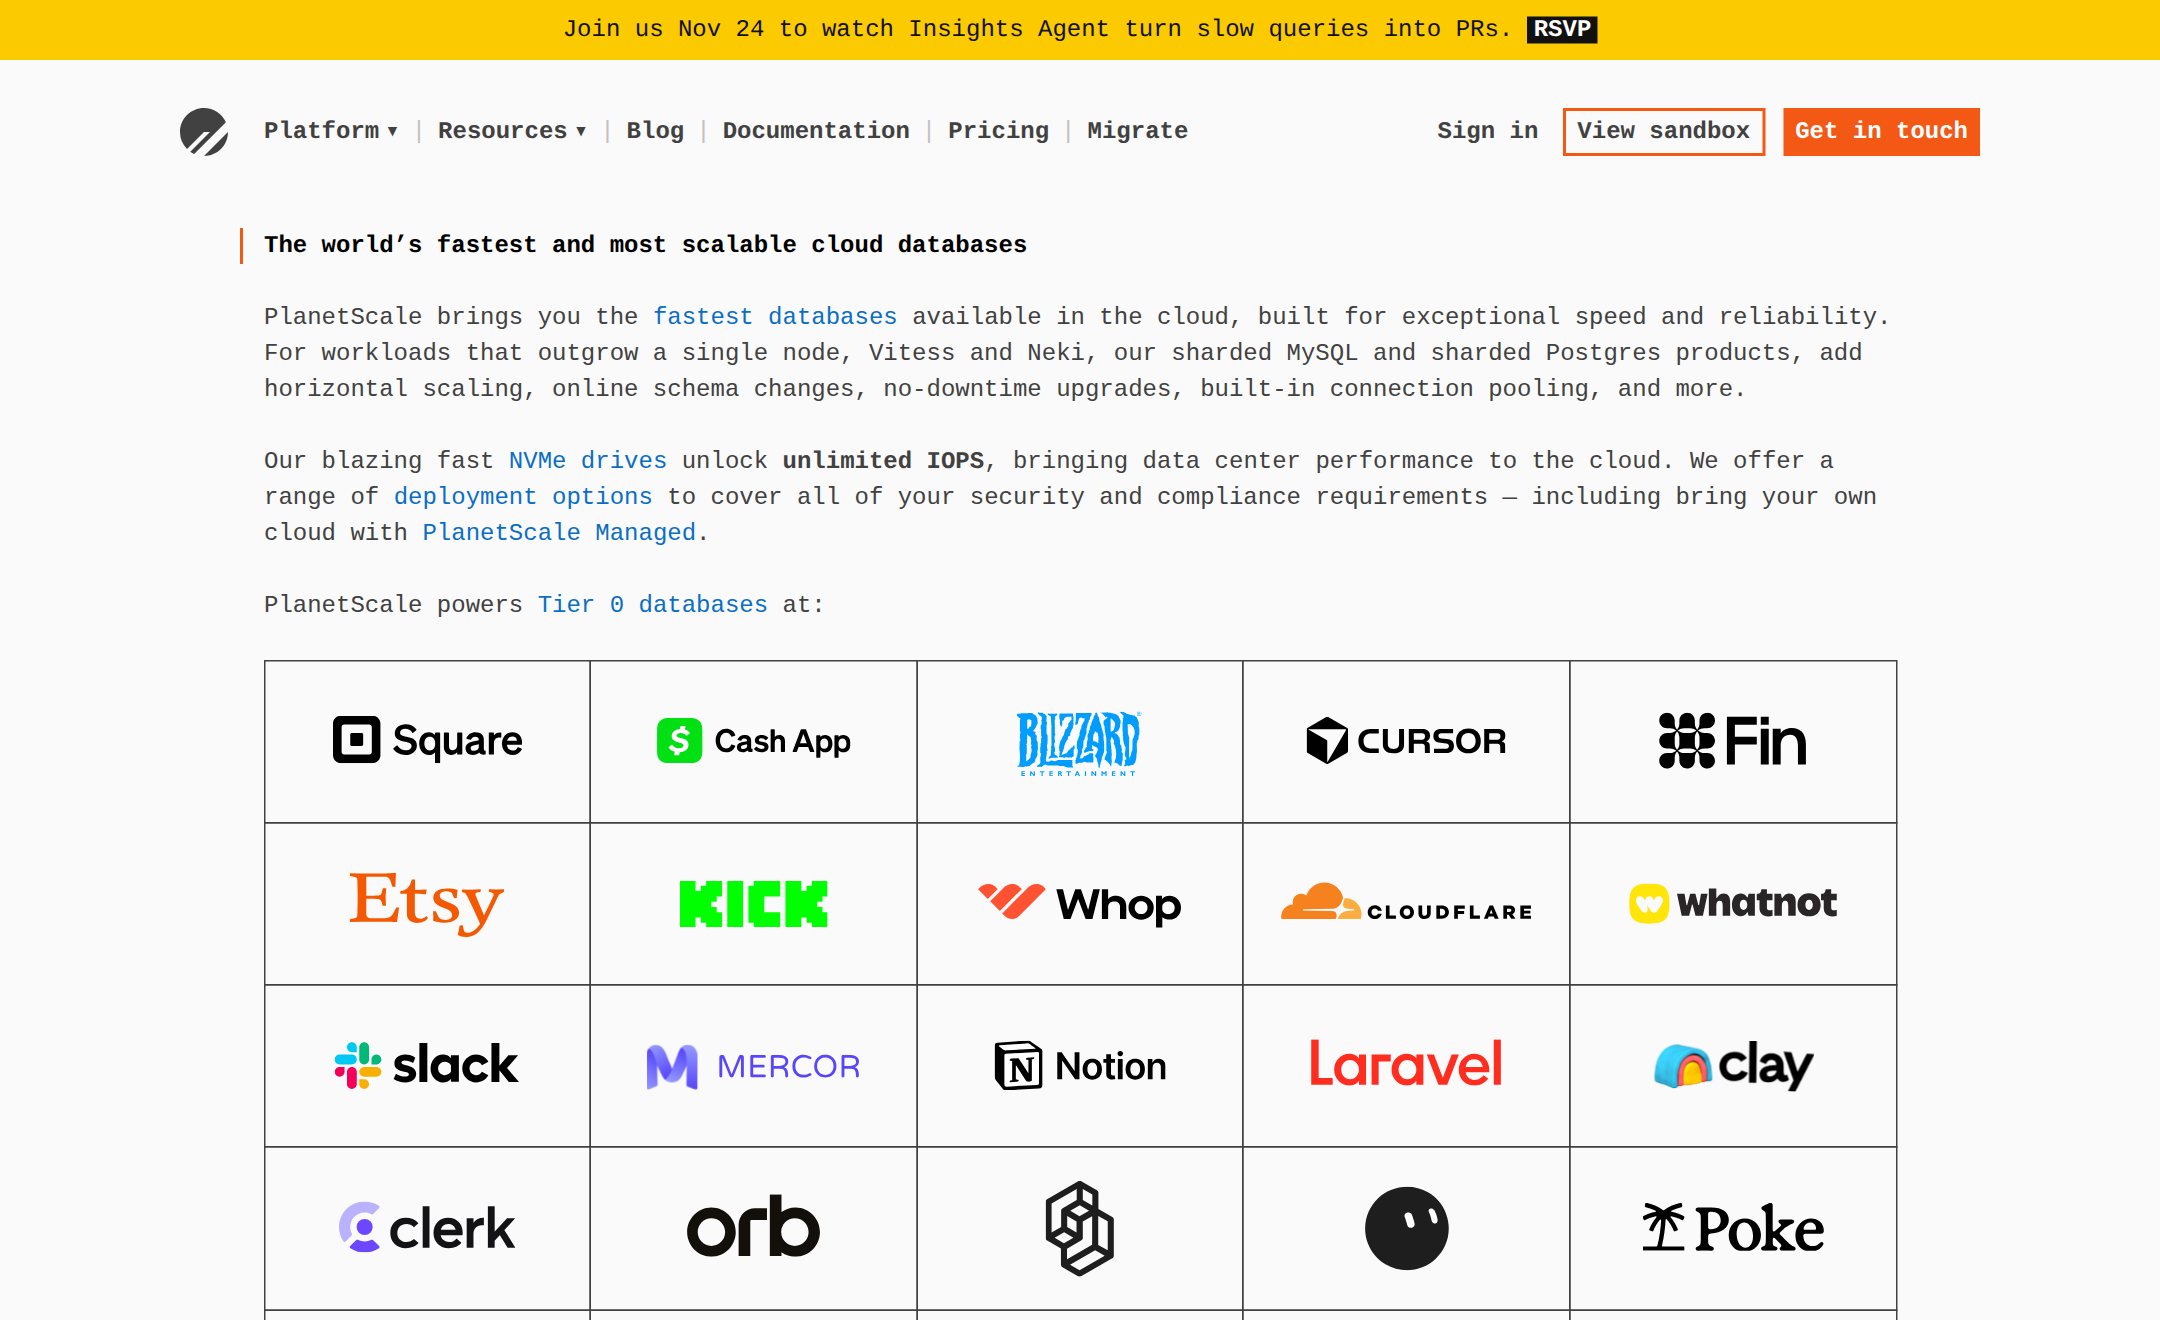 Join us Nov 24 to watch Insights Agent turn slow queries into PRs. RSVP
Platform ▼ | Resources ▼ | Blog | Documentation | Pricing | Migrate
Sign in View sandbox Get in touch
The world’s fastest and most scalable cloud databases
PlanetScale brings you the fastest databases available in the cloud, built for exceptional speed and reliability.
For workloads that outgrow a single node, Vitess and Neki, our sharded MySQL and sharded Postgres products, add
horizontal scaling, online schema changes, no-downtime upgrades, built-in connection pooling, and more.
Our blazing fast NVMe drives unlock unlimited IOPS, bringing data center performance to the cloud. We offer a
range of deployment options to cover all of your security and compliance requirements — including bring your own
cloud with PlanetScale Managed.
PlanetScale powers Tier 0 databases at:
Square Cash App BLIZZARD ENTERTAINMENT CURSOR Fin
Etsy KICK Whop CLOUDFLARE whatnot
slack MERCOR Notion Laravel clay
clerk orb Poke